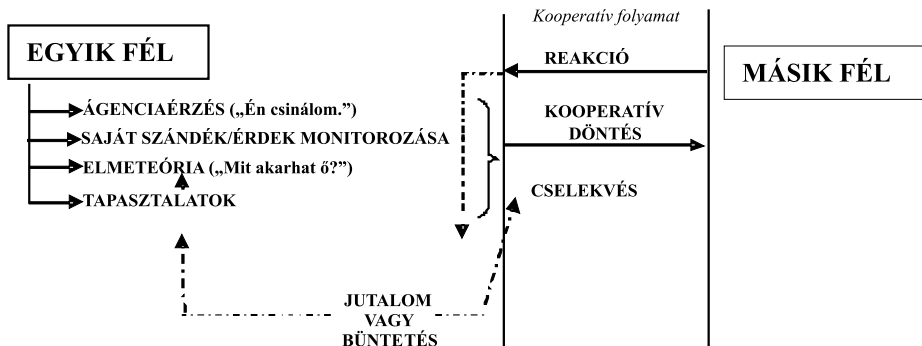 Kooperatív folyamat
EGYIK FÉL
REAKCIÓ
MÁSIK FÉL
ÁGENCIAÉRZÉS („Én csinálom.”)
SAJÁT SZÁNDÉK/ÉRDEK MONITOROZÁSA
ELMETEÓRIA („Mit akarhat ő?”)
TAPASZTALATOK
KOOPERATÍV
DÖNTÉS
CSELEKVÉS
JUTALOM
VAGY
BÜNTETÉS